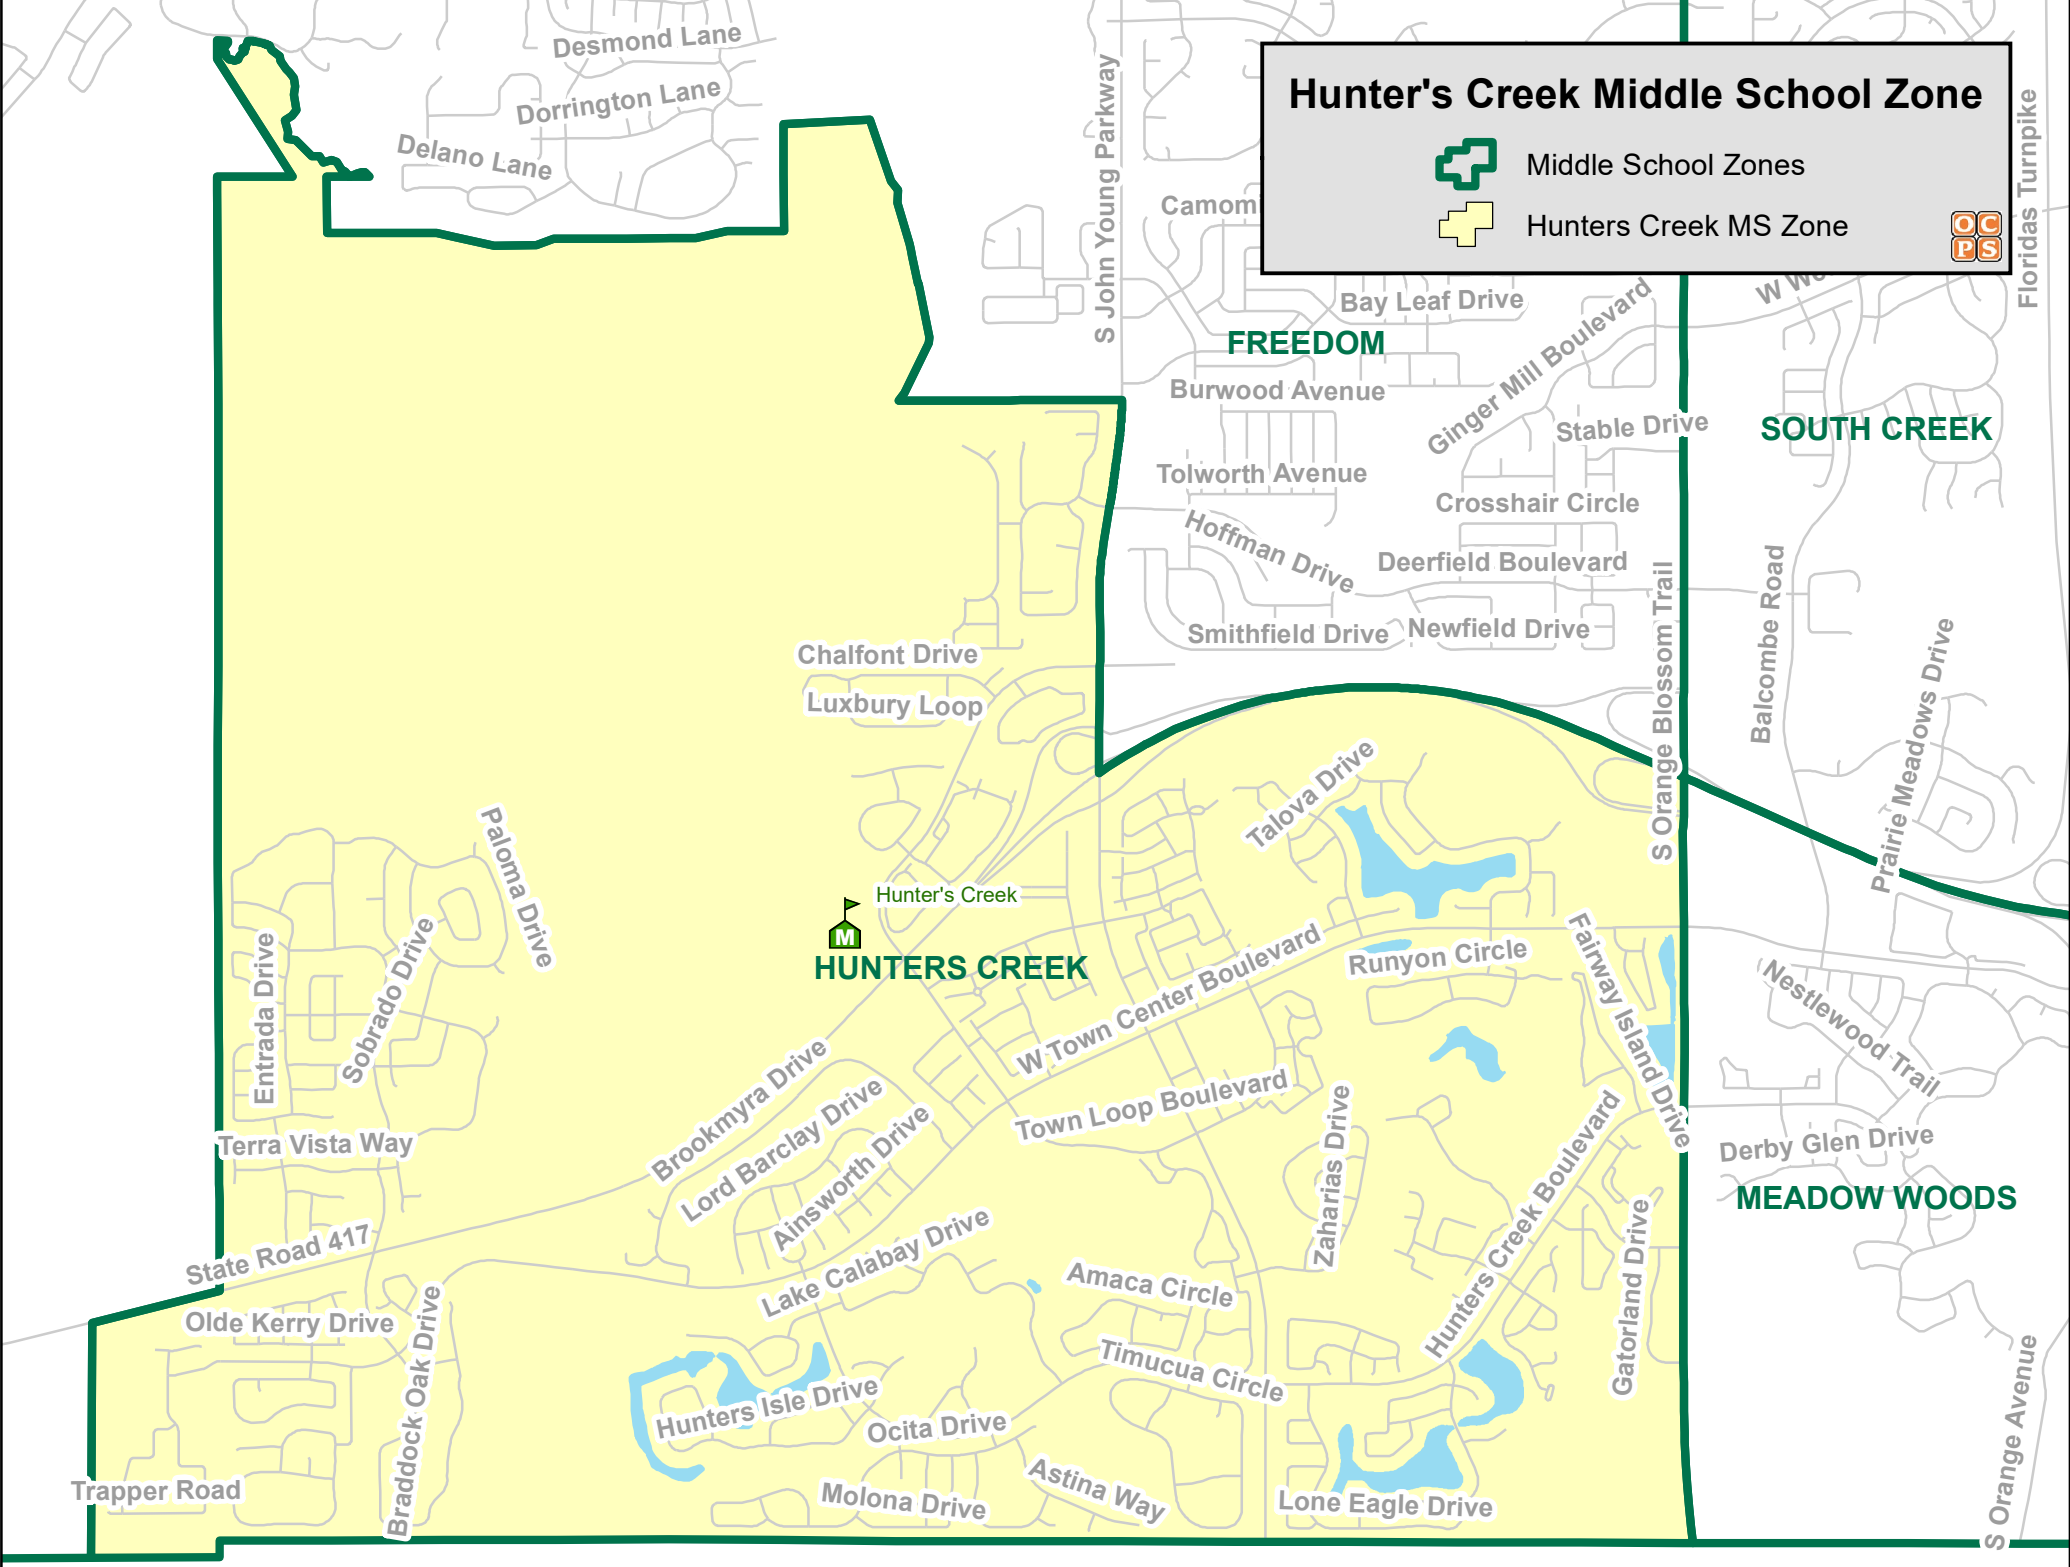 Desmond Lane
Dorrington Lane
Delano Lane
S John Young Parkway
Hunter's Creek Middle School Zone
Middle School Zones
Hunters Creek MS Zone
OC
PS
Floridas Turnpike
Bay Leaf Drive
W
FREEDOM
Burwood Avenue
Ginger Mill Boulevard
Stable Drive
SOUTH CREEK
Tolworth Avenue
Crosshair Circle
Hoffman Drive
Deerfield Boulevard
Smithfield Drive
Newfield Drive
S Orange Blossom Trail
Balcombe Road
Prairie Meadows Drive
Chalfont Drive
Luxbury Loop
Talova Drive
Paloma Drive
Hunter's Creek
M
HUNTERS CREEK
Entrada Drive
Sobrado Drive
W Town Center Boulevard
Runyon Circle
Fairway Island Drive
Nestlewood Trail
Brookmyra Drive
Lord Barclay Drive
Ainsworth Drive
Town Loop Boulevard
Zaharias Drive
Hunters Creek Boulevard
Derby Glen Drive
MEADOW WOODS
Terra Vista Way
State Road 417
Lake Calabay Drive
Amaca Circle
Gatorland Drive
Olde Kerry Drive
Braddock Oak Drive
Timucua Circle
Hunters Isle Drive
Ocita Drive
Astina Way
Molona Drive
Lone Eagle Drive
Trapper Road
S Orange Avenue